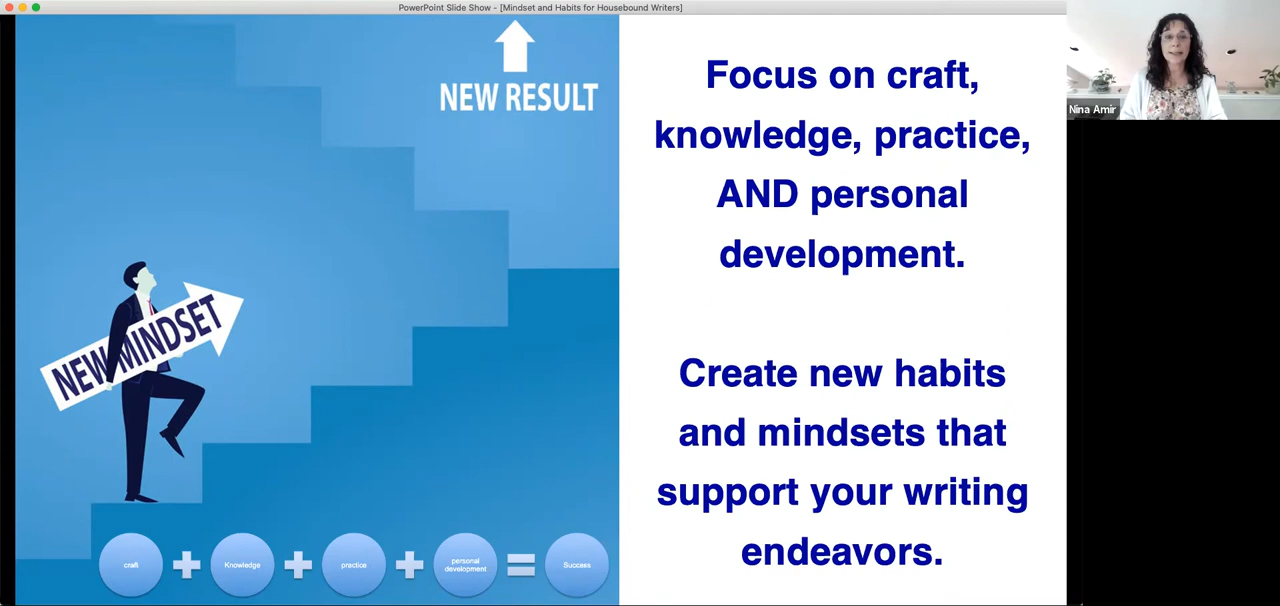 PowerPoint Slide Show - [Mindset and Habits for Housebound Writers]
NEW RESULT
NEW MINDSET
craft
Knowledge
practice
personal
development
Success
Focus on craft,
knowledge, practice,
AND personal
development.
Create new habits
and mindsets that
support your writing
endeavors.
Nina Amir